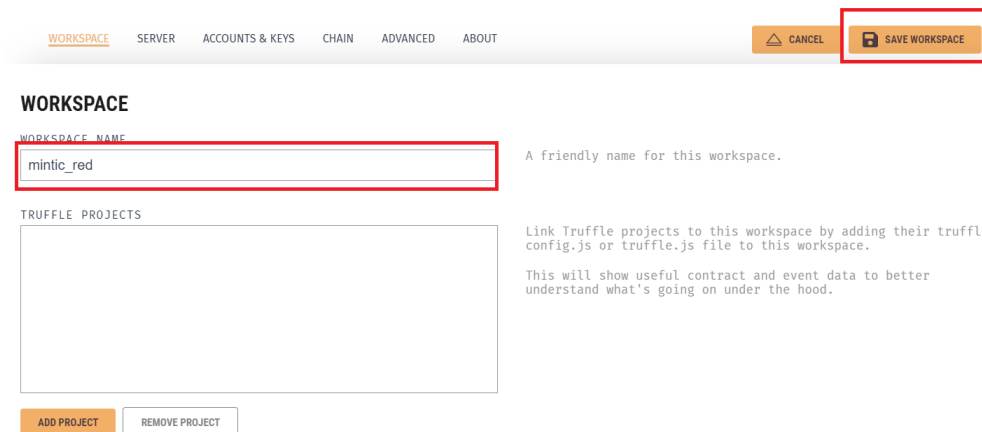 WORKSPACE SERVER ACCOUNTS & KEYS CHAIN ADVANCED ABOUT CANCEL SAVE WORKSPACE
WORKSPACE
WORKSPACE NAME
mintic_red
A friendly name for this workspace.
TRUFFLE PROJECTS
Link Truffle projects to this workspace by adding their truffl
config.js or truffle.js file to this workspace.
This will show useful contract and event data to better
understand what's going on under the hood.
ADD PROJECT REMOVE PROJECT